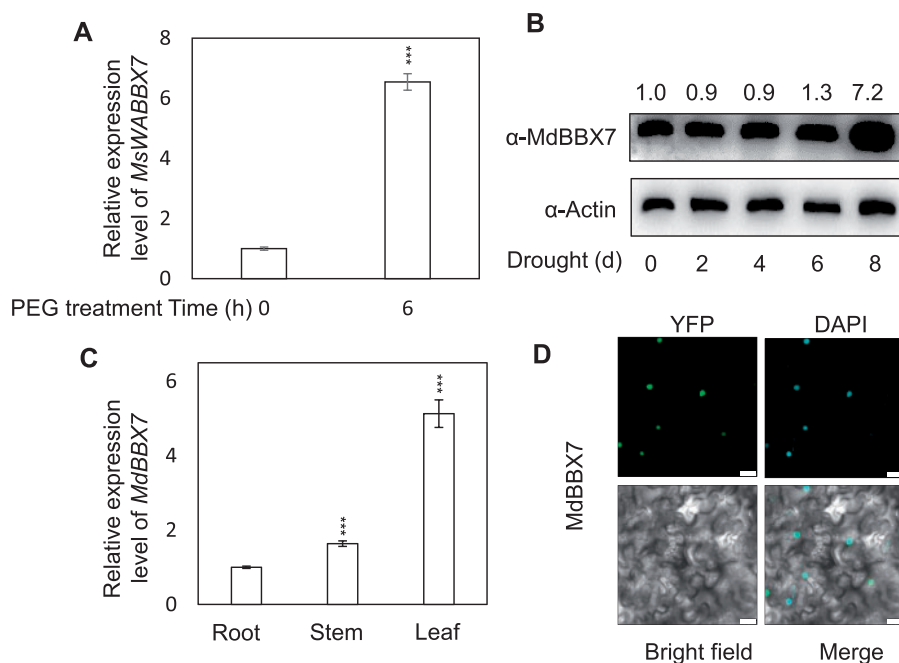 A
Relative expression
level of MsWABBX7
8
6
4
2
0
***
PEG treatment Time (h) 0 6
B
1.0 0.9 0.9 1.3 7.2
α-MdBBX7
α-Actin
Drought (d) 0 2 4 6 8
C
Relative expression
level of MdBBX7
6
4
2
0
***
***
Root Stem Leaf
D
YFP DAPI
MdBBX7
Bright field Merge